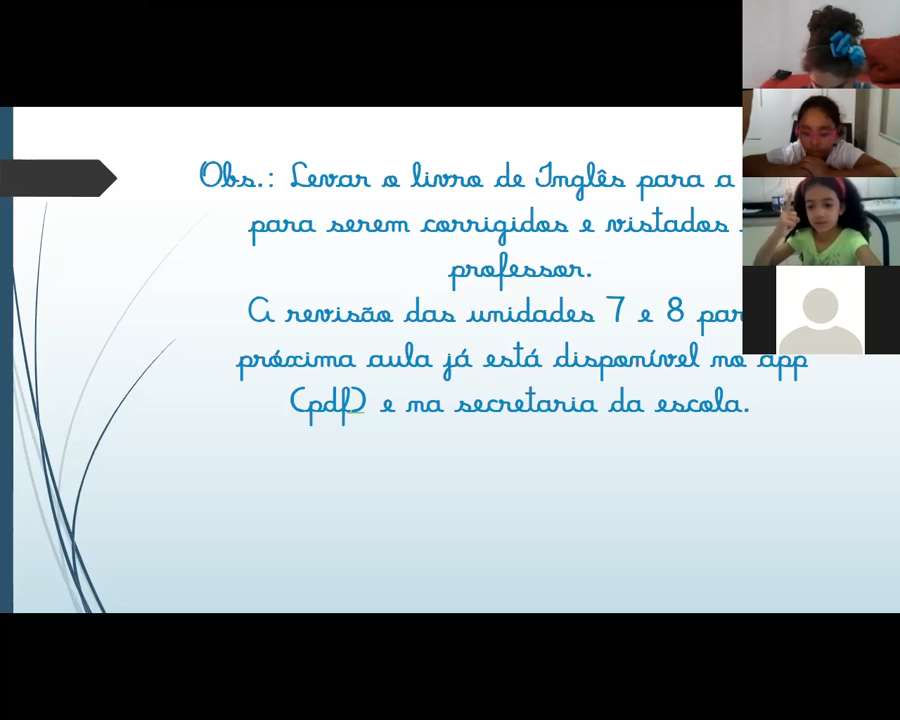 Obs.: Levar o livro de Inglês para a
para serem corrigidos e vistados
professor.
A revisão das unidades 7 e 8
próxima aula já está disponível no app
(pdf) e na secretaria da escola.